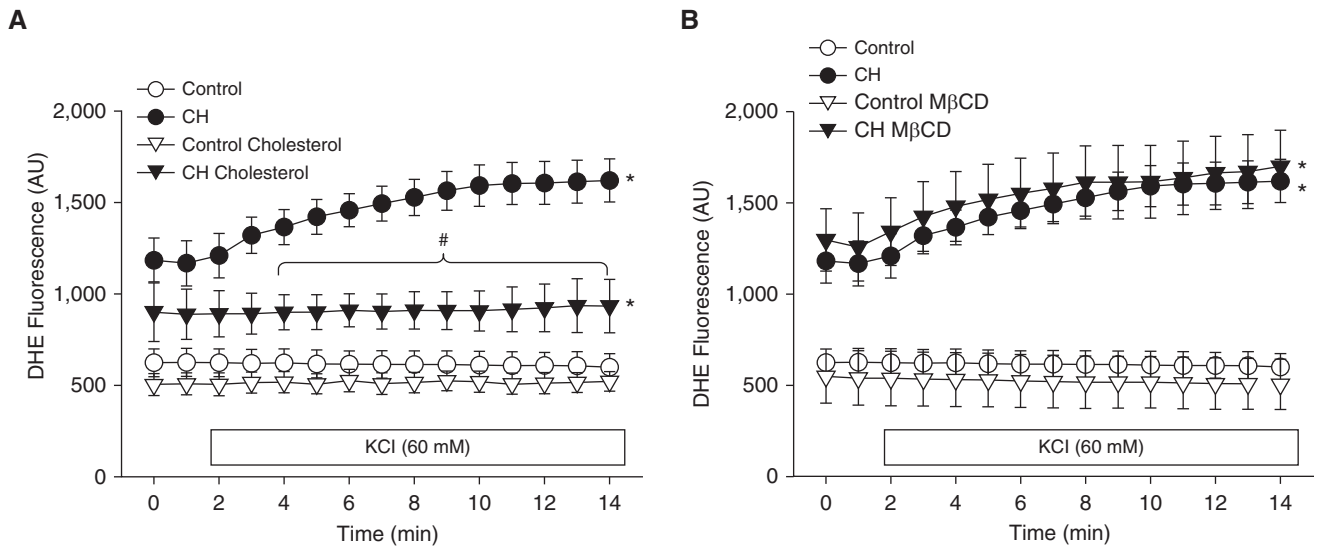 A
Control
CH
Control Cholesterol
CH Cholesterol
DHE Fluorescence (AU)
2,000
1,500
1,000
500
0
*
#
*
KCl (60 mM)
0 2 4 6 8 10 12 14
Time (min)
B
Control
CH
Control MβCD
CH MβCD
DHE Fluorescence (AU)
2,000
1,500
1,000
500
0
*
*
KCl (60 mM)
0 2 4 6 8 10 12 14
Time (min)